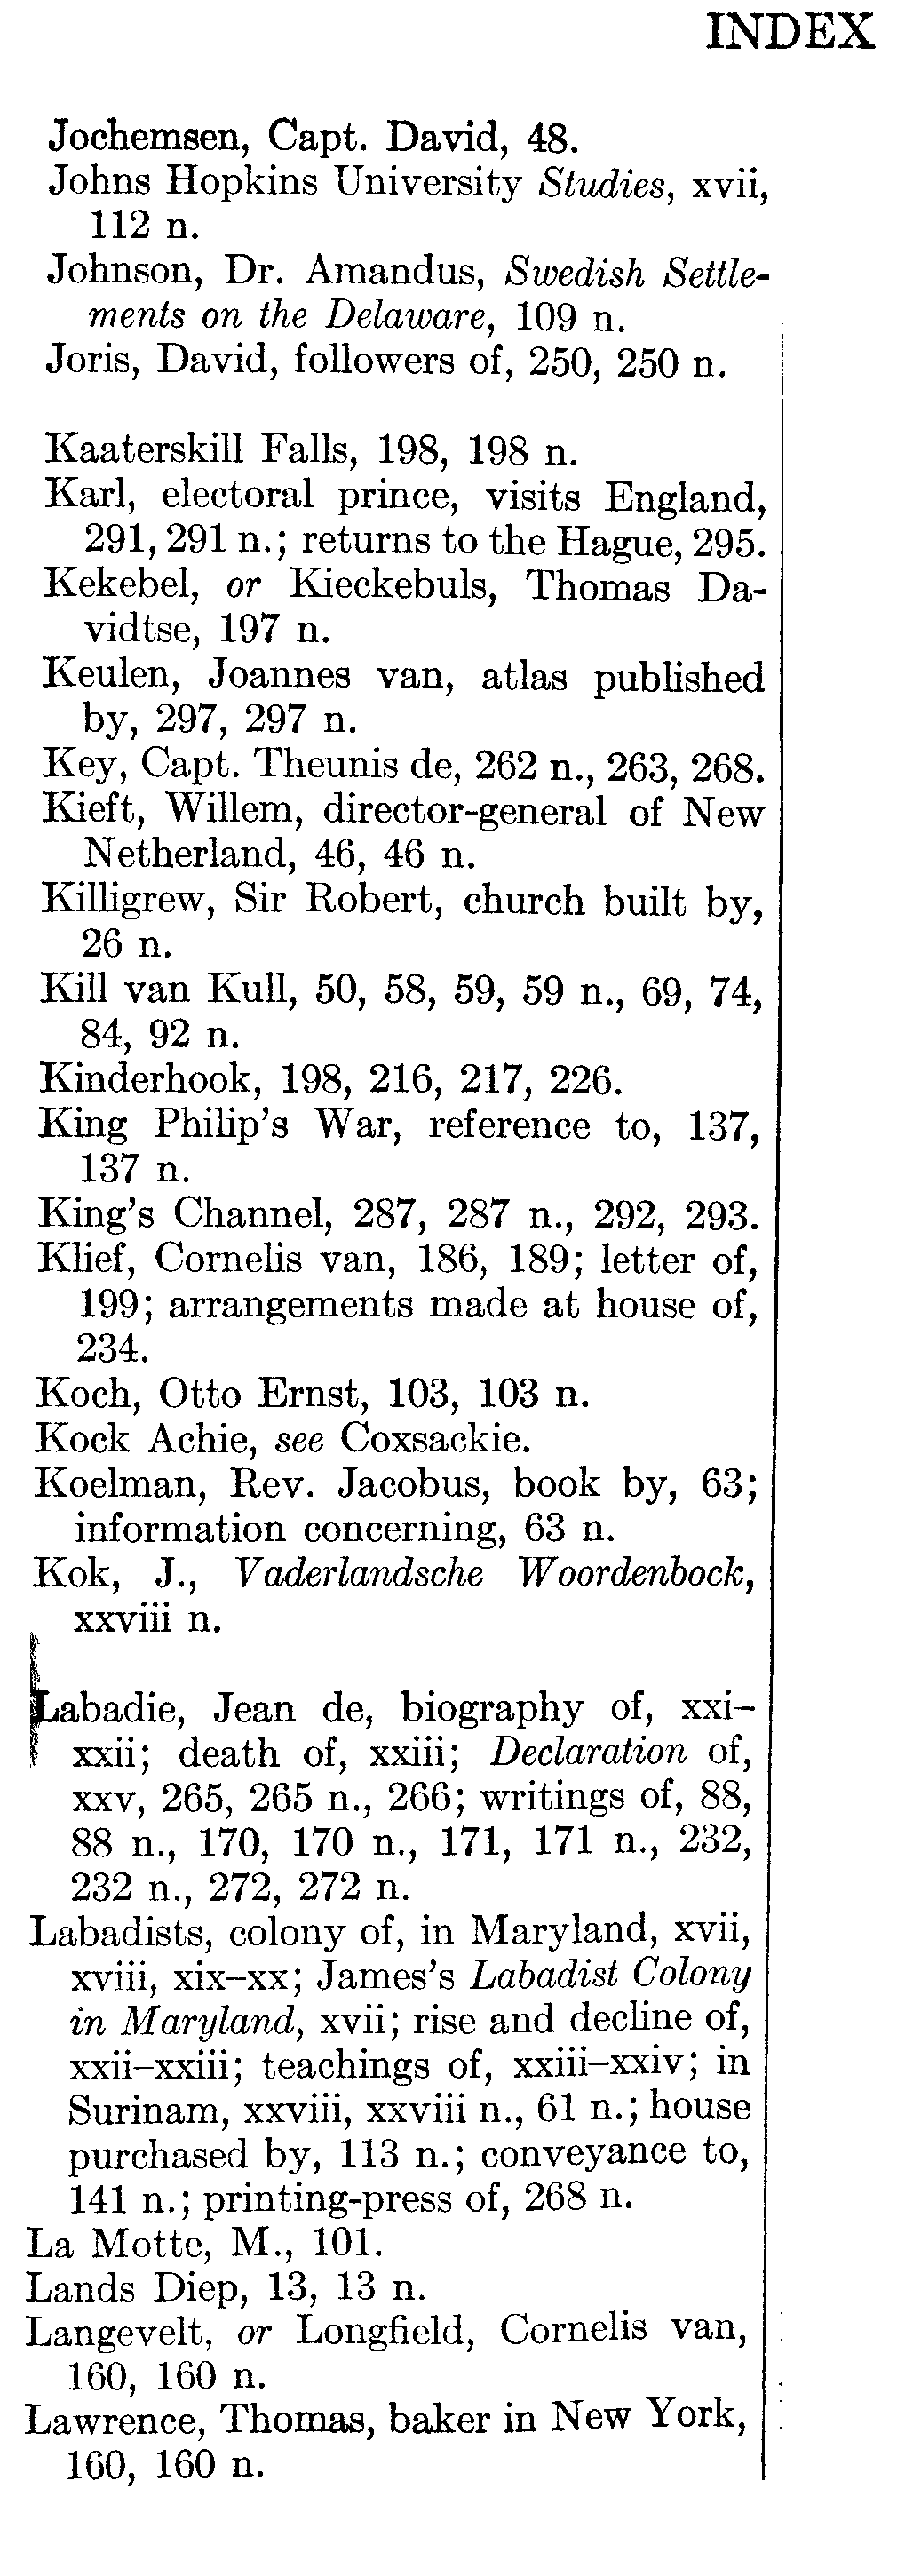 INDEX
Jochemsen, Capt. David, 48.
Johns Hopkins University Studies, xvii,
112 n.
Johnson, Dr. Amandus, Swedish Settle-
ments on the Delaware, 109 n.
Joris, David, followers of, 250, 250 n.
Kaaterskill Falls, 198, 198 n.
Karl, electoral prince, visits England,
291, 291 n.; returns to the Hague, 295.
Kekebel, or Kieckebuls, Thomas Da-
vidtse, 197 n.
Keulen, Joannes van, atlas published
by, 297, 297 n.
Key, Capt. Theunis de, 262 n., 263, 268.
Kieft, Willem, director-general of New
Netherland, 46, 46 n.
Killigrew, Sir Robert, church built by,
26 n.
Kill van Kull, 50, 58, 59, 59 n., 69, 74,
84, 92 n.
Kinderhook, 198, 216, 217, 226.
King Philip's War, reference to, 137,
137 n.
King's Channel, 287, 287 n., 292, 293.
Klief, Cornelis van, 186, 189; letter of,
199; arrangements made at house of,
234.
Koch, Otto Ernst, 103, 103 n.
Kock Achie, see Coxsackie.
Koelman, Rev. Jacobus, book by, 63;
information concerning, 63 n.
Kok, J., Vaderlandsche Woordenbock,
xxviii n.
Labadie, Jean de, biography of, xxi–
xxii; death of, xxiii; Declaration of,
xxv, 265, 265 n., 266; writings of, 88,
88 n., 170, 170 n., 171, 171 n., 232,
232 n., 272, 272 n.
Labadists, colony of, in Maryland, xvii,
xviii, xix–xx; James's Labadist Colony
in Maryland, xvii; rise and decline of,
xxii–xxiii; teachings of, xxiii–xxiv; in
Surinam, xxviii, xxviii n., 61 n.; house
purchased by, 113 n.; conveyance to,
141 n.; printing-press of, 268 n.
La Motte, M., 101.
Lands Diep, 13, 13 n.
Langevelt, or Longfield, Cornelis van,
160, 160 n.
Lawrence, Thomas, baker in New York,
160, 160 n.